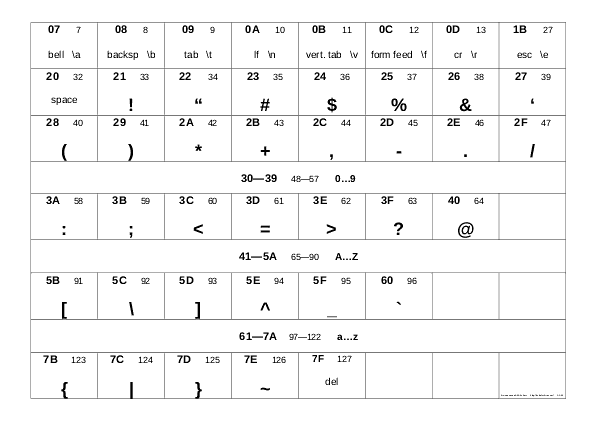 07 7 08 8 09 9 0A 10 0B 11 0C 12 0D 13 1B 27
bell \a backsp \b tab \t lf \n vert. tab \v form feed \f cr \r esc \e
20 32 21 33 22 34 23 35 24 36 25 37 26 38 27 39
space ! “ # $ % & ‘
28 40 29 41 2A 42 2B 43 2C 44 2D 45 2E 46 2F 47
( ) * + , - . /
30—39 48—57 0…9
3A 58 3B 59 3C 60 3D 61 3E 62 3F 63 40 64
: ; < = > ? @
41—5A 65—90 A…Z
5B 91 5C 92 5D 93 5E 94 5F 95 60 96
[ \ ] ^ _ `
61—7A 97—122 a…z
7B 123 7C 124 7D 125 7E 126 7F 127
{ | } ~ del